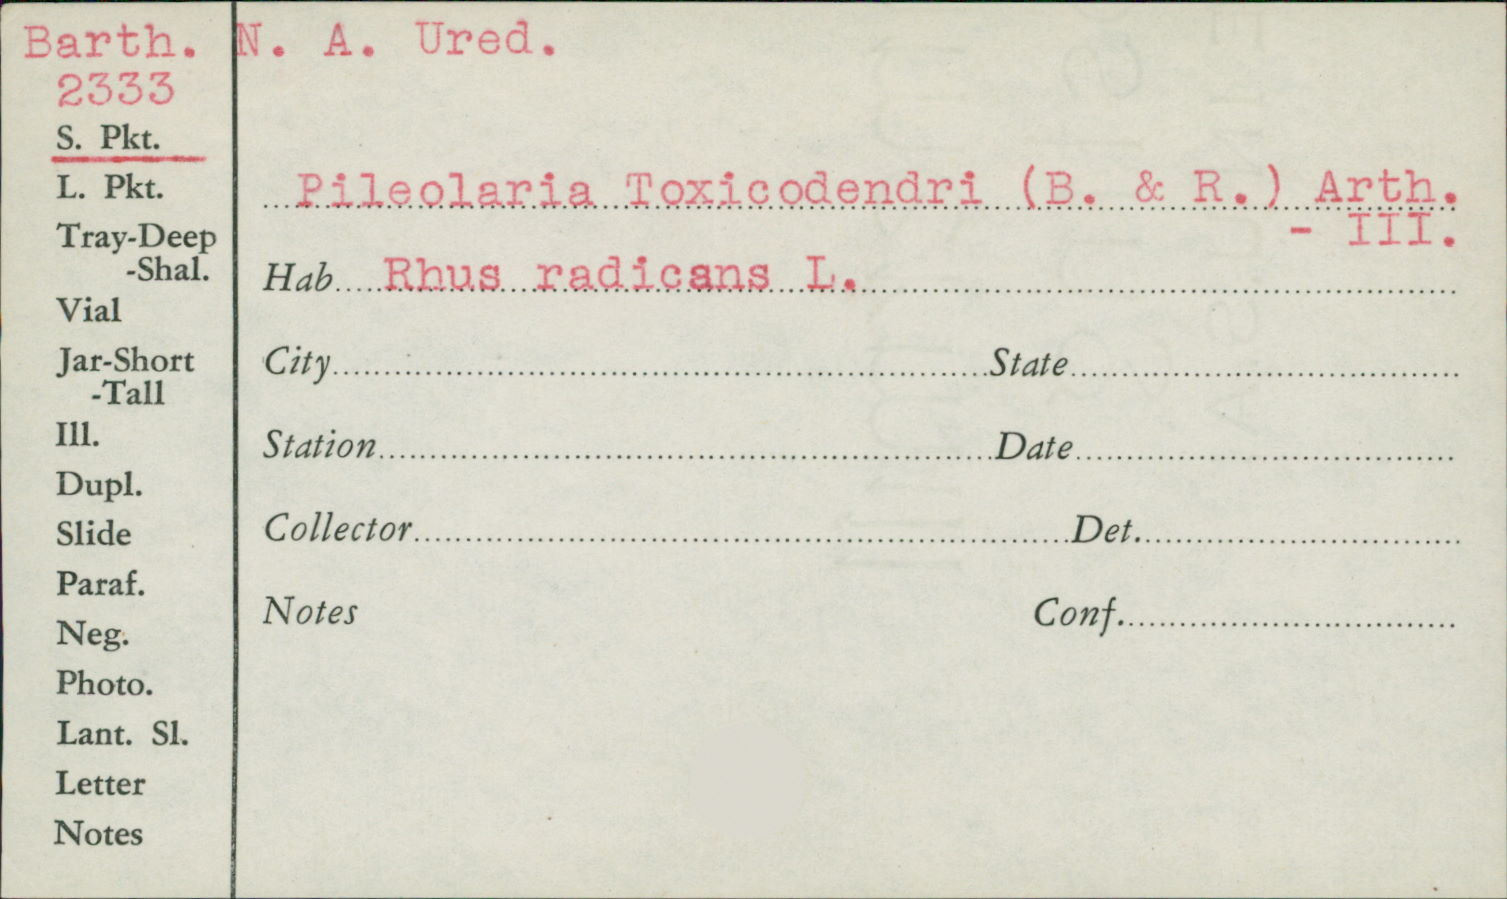 Barth. N. A. Ured.
2333
S. Pkt.
L. Pkt.
Tray-Deep
-Shal.
Vial
Jar-Short
-Tall
Ill.
Dupl.
Slide
Paraf.
Neg.
Photo.
Lant. Sl.
Letter
Notes
Pileolaria Toxicodendri (B. & R.) Arth.
- III.
Hab. Rhus radicans L.
City State
Station Date
Collector Det.
Notes Conf.